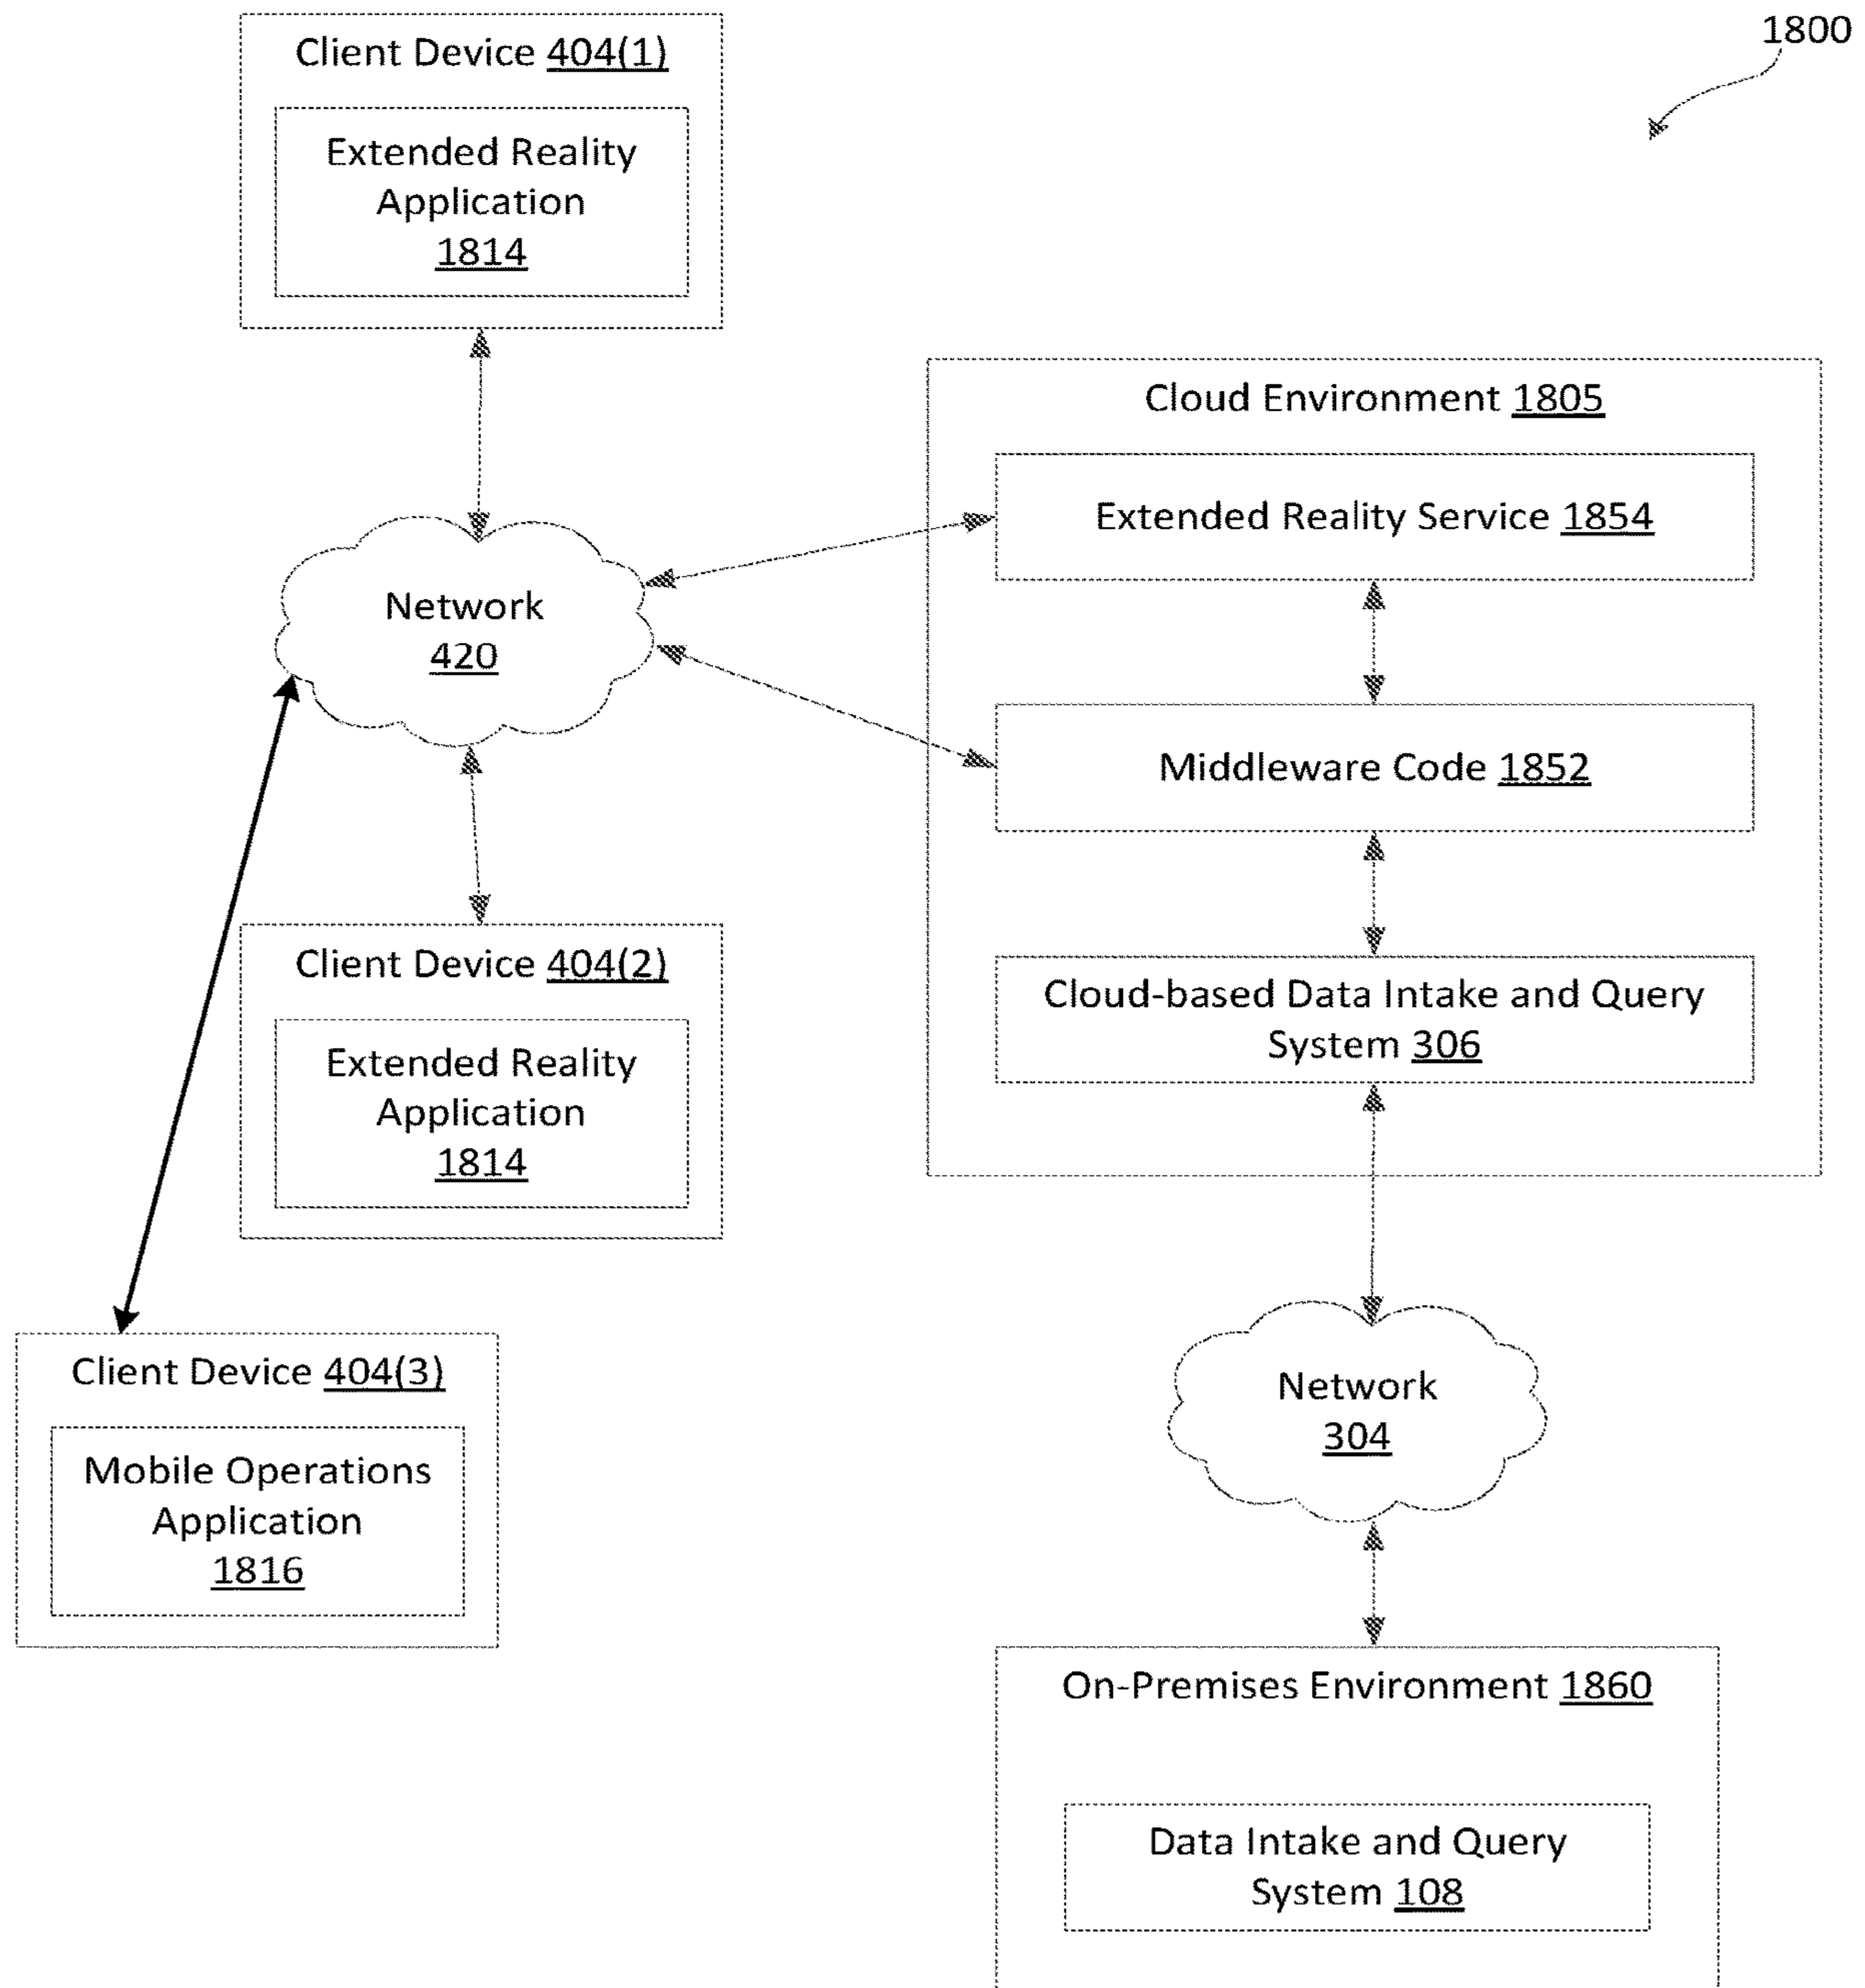 1800
Client Device 404(1)
Extended Reality
Application
1814
Cloud Environment 1805
Extended Reality Service 1854
Network
420
Middleware Code 1852
Client Device 404(2)
Extended Reality
Application
1814
Cloud-based Data Intake and Query
System 306
Client Device 404(3)
Mobile Operations
Application
1816
Network
304
On-Premises Environment 1860
Data Intake and Query
System 108